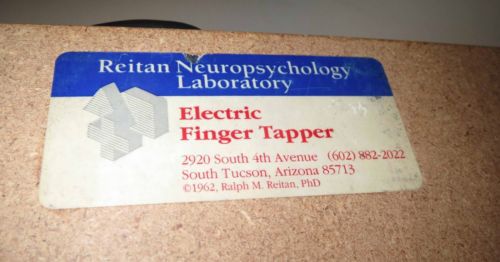 Reitan Neuropsychology
Laboratory
Electric
Finger Tapper
2920 South 4th Avenue (602) 882-2022
South Tucson, Arizona 85713
©1962, Ralph M. Reitan, PhD